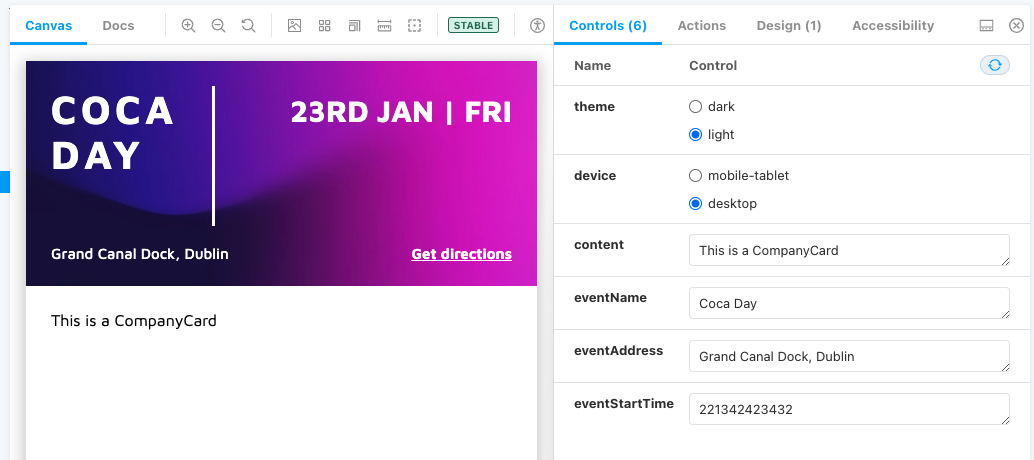 Canvas Docs STABLE Controls (6) Actions Design (1) Accessibility
Name Control
COCA
DAY
23RD JAN | FRI
Grand Canal Dock, Dublin
Get directions
This is a CompanyCard
theme
dark
light
device
mobile-tablet
desktop
content This is a CompanyCard
eventName Coca Day
eventAddress Grand Canal Dock, Dublin
eventStartTime 221342423432